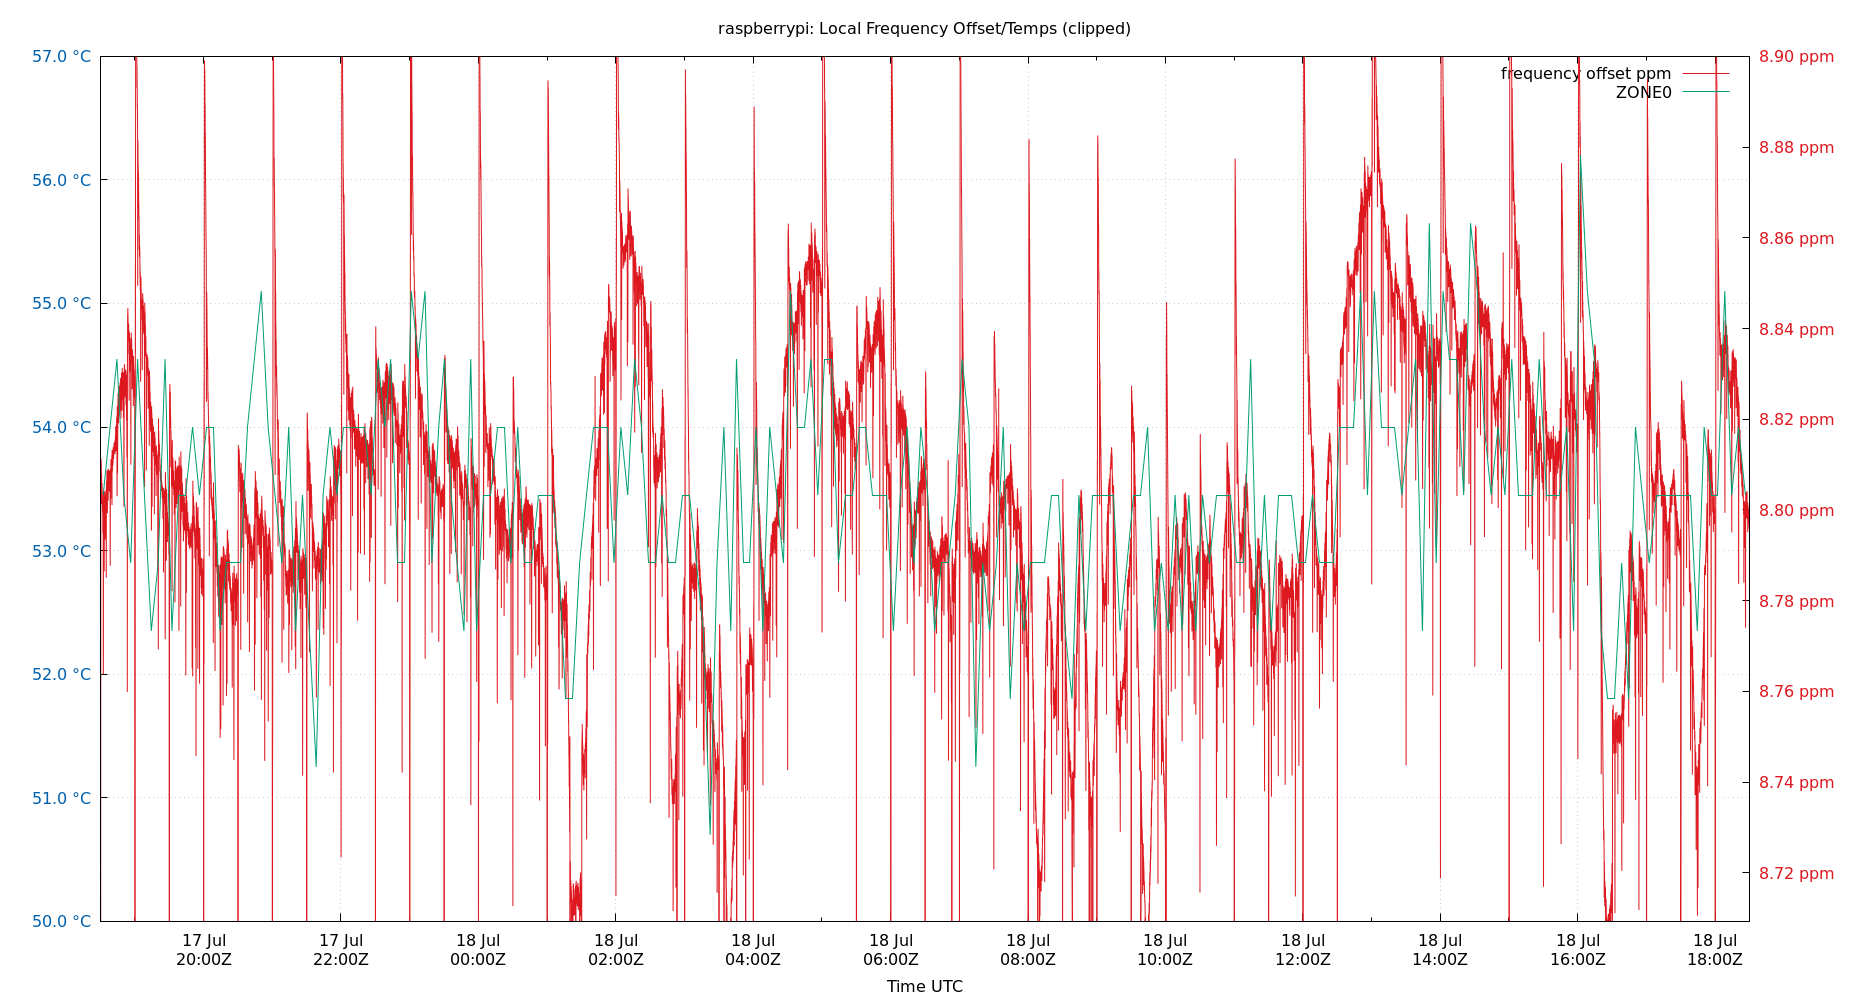 raspberrypi: Local Frequency Offset/Temps (clipped)
57.0 °C
56.0 °C
55.0 °C
54.0 °C
53.0 °C
52.0 °C
51.0 °C
50.0 °C
8.90 ppm
8.88 ppm
8.86 ppm
8.84 ppm
8.82 ppm
8.80 ppm
8.78 ppm
8.76 ppm
8.74 ppm
8.72 ppm
frequency offset ppm
ZONE0
17 Jul 17 Jul 18 Jul 18 Jul 18 Jul 18 Jul 18 Jul 18 Jul 18 Jul 18 Jul 18 Jul 18 Jul
20:00Z 22:00Z 00:00Z 02:00Z 04:00Z 06:00Z 08:00Z 10:00Z 12:00Z 14:00Z 16:00Z 18:00Z
Time UTC